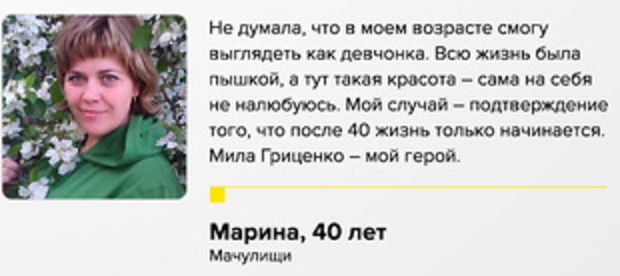 Не думала, что в моем возрасте смогу
выглядеть как девчонка. Всю жизнь была
пышкой, а тут такая красота – сама на себя
не налюбуюсь. Мой случай – подтверждение
того, что после 40 жизнь только начинается.
Мила Гриценко – мой герой.
Марина, 40 лет
Мачулищи